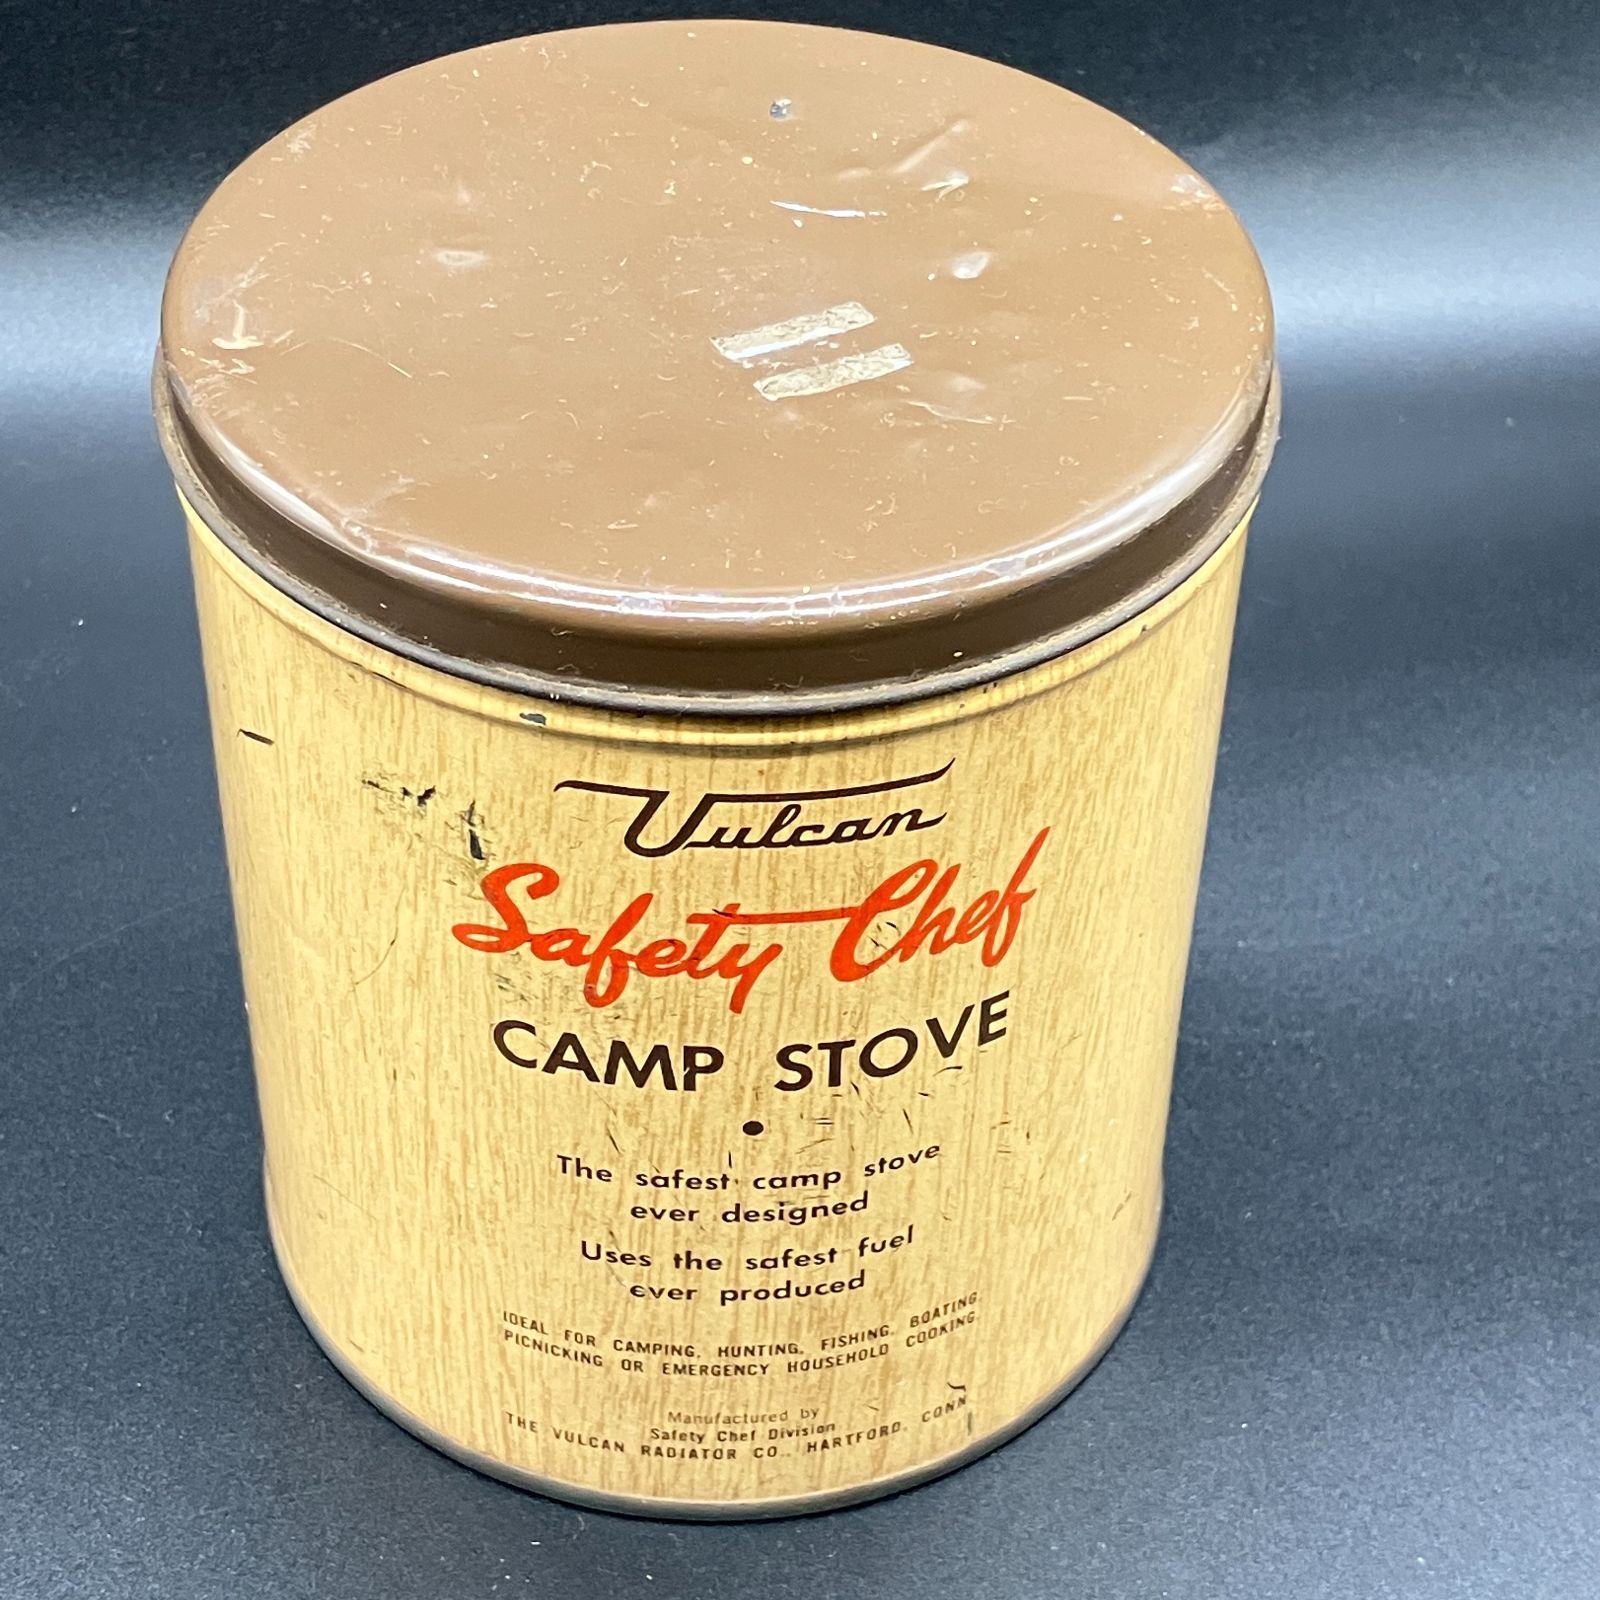 Vulcan
Safety Chef
CAMP STOVE
•
The safest camp stove
ever designed
Uses the safest fuel
ever produced
IDEAL FOR CAMPING, HUNTING, FISHING, BOATING,
PICNICKING OR EMERGENCY HOUSEHOLD COOKING.
Manufactured by
Safety Chef Division
THE VULCAN RADIATOR CO., HARTFORD, CONN.